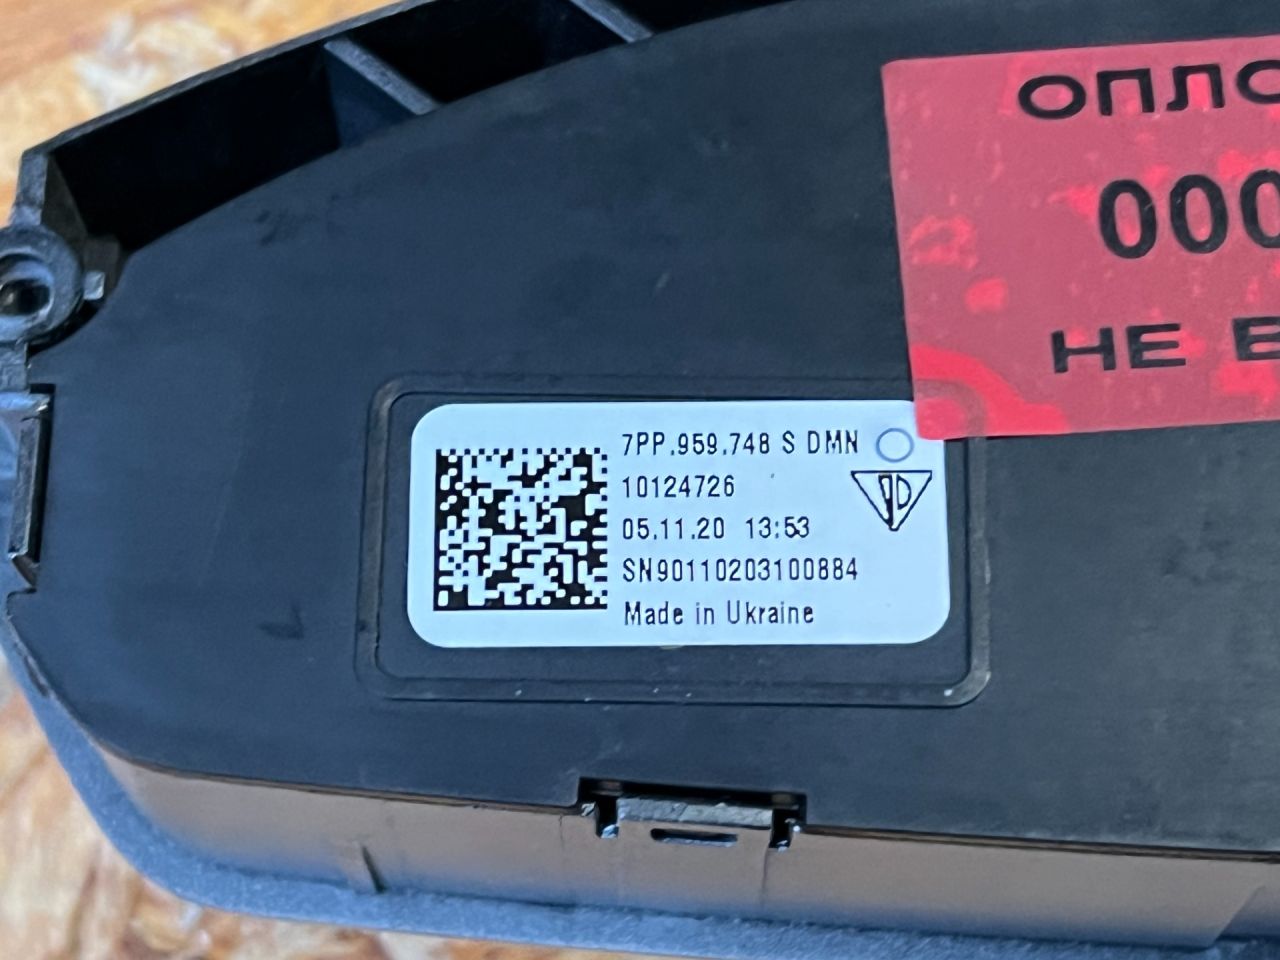 ОПЛО
000
НЕ В
7PP.959.748 S DMN
10124726
05.11.20 13:53
SN90110203100884
Made in Ukraine